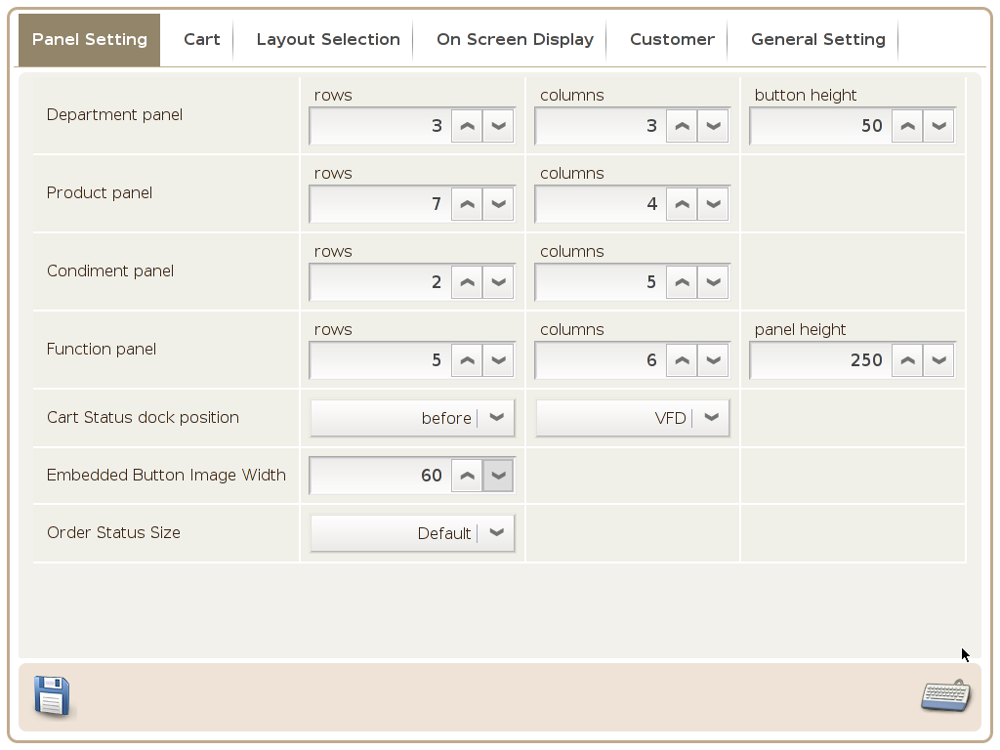 Panel Setting Cart Layout Selection On Screen Display Customer General Setting
rows columns button height
Department panel 3 3 50
rows columns
Product panel 7 4
rows columns
Condiment panel 2 5
rows columns panel height
Function panel 5 6 250
Cart Status dock position before VFD
Embedded Button Image Width 60
Order Status Size Default